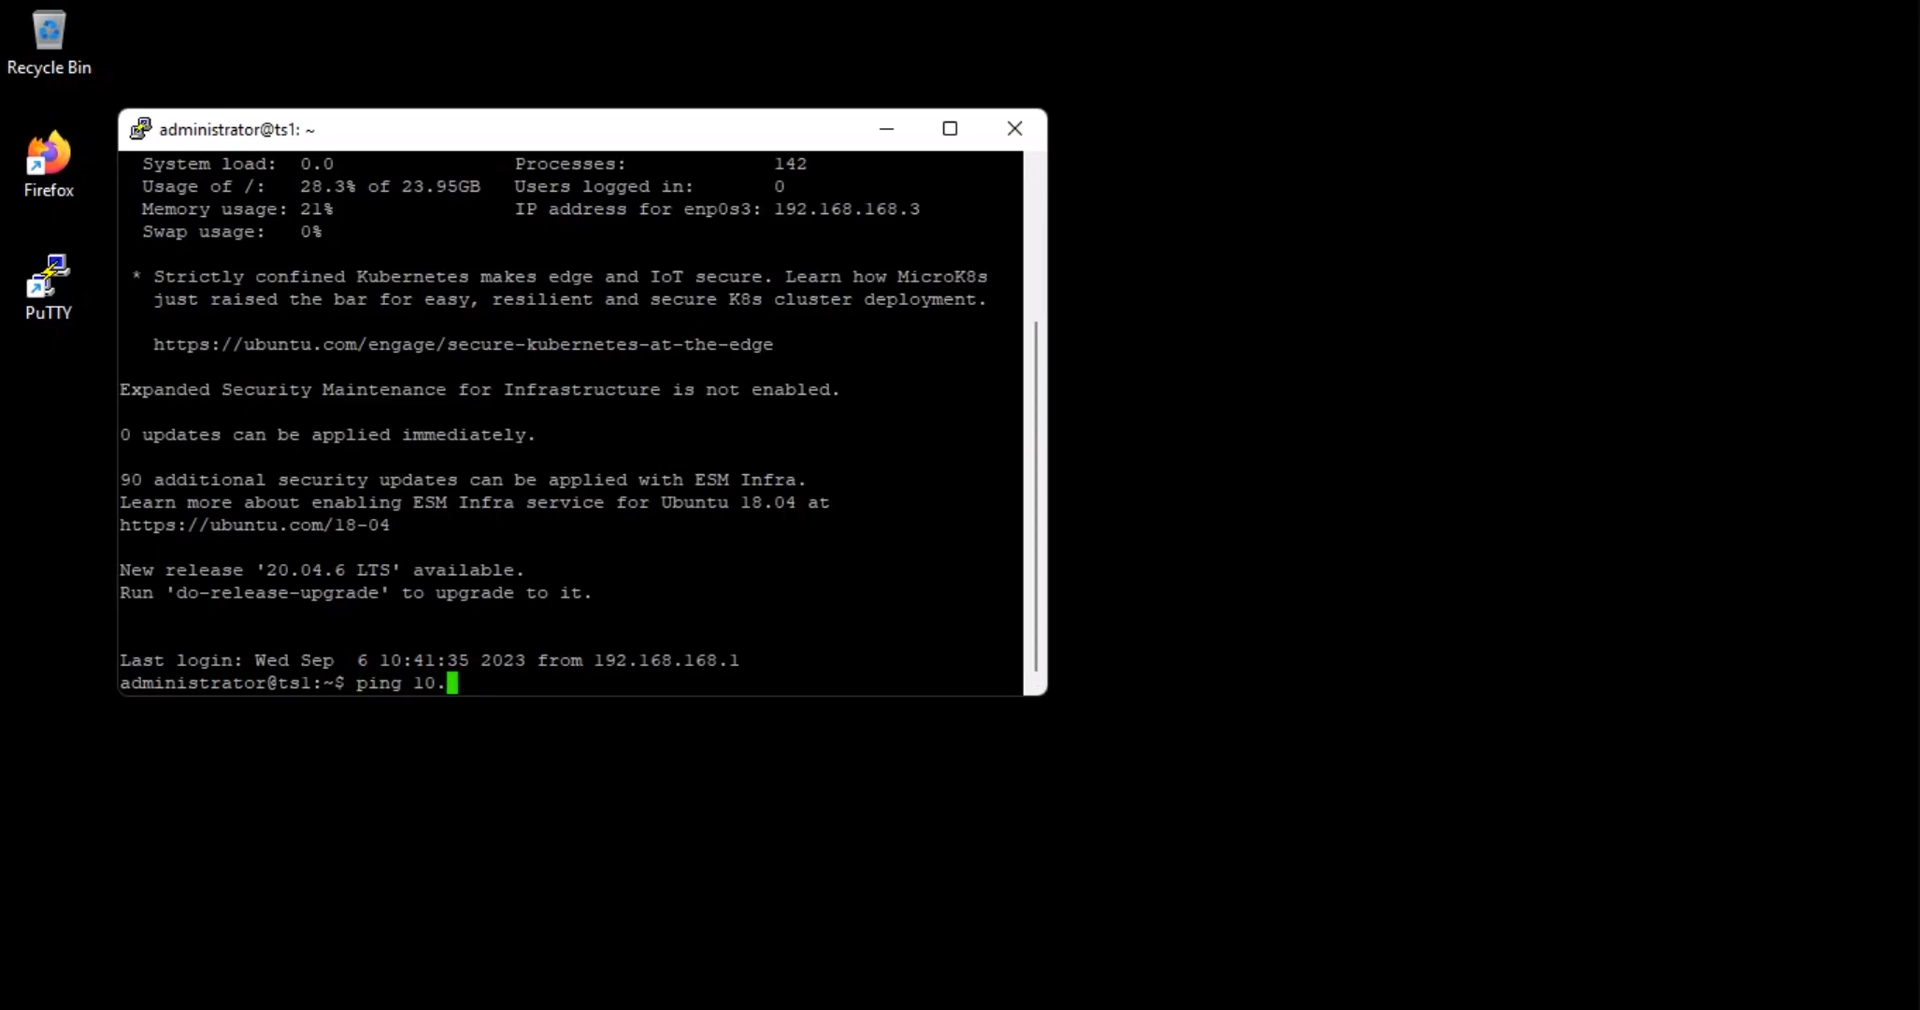 Recycle Bin
Firefox
PuTTY
administrator@ts1: ~
System load:  0.0                Processes:             142
Usage of /:   28.3% of 23.95GB   Users logged in:       0
Memory usage: 21%                IP address for enp0s3: 192.168.168.3
Swap usage:   0%
* Strictly confined Kubernetes makes edge and IoT secure. Learn how MicroK8s
just raised the bar for easy, resilient and secure K8s cluster deployment.
https://ubuntu.com/engage/secure-kubernetes-at-the-edge
Expanded Security Maintenance for Infrastructure is not enabled.
0 updates can be applied immediately.
90 additional security updates can be applied with ESM Infra.
Learn more about enabling ESM Infra service for Ubuntu 18.04 at
https://ubuntu.com/18-04
New release '20.04.6 LTS' available.
Run 'do-release-upgrade' to upgrade to it.
Last login: Wed Sep  6 10:41:35 2023 from 192.168.168.1
administrator@ts1:~$ ping 10.